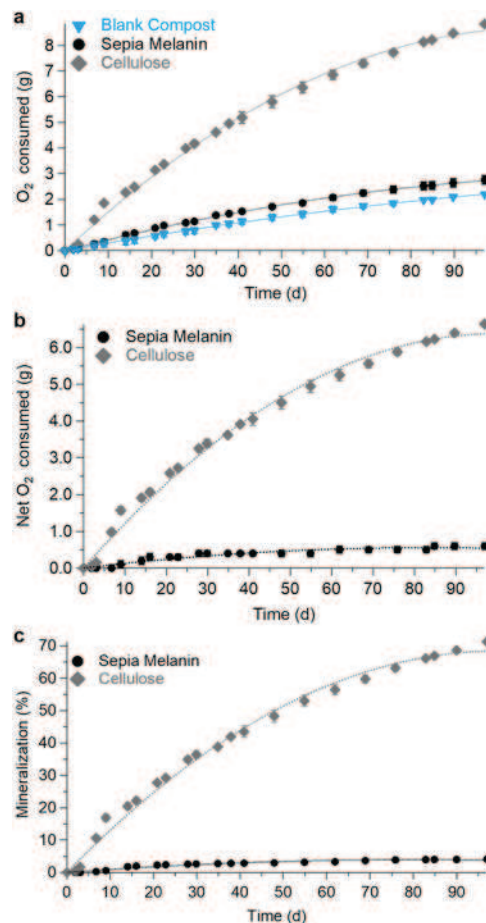 a
Blank Compost
Sepia Melanin
Cellulose
O2 consumed (g)
8
7
6
5
4
3
2
1
0
0 10 20 30 40 50 60 70 80 90
Time (d)
b
Sepia Melanin
Cellulose
Net O2 consumed (g)
6.0
5.0
4.0
3.0
2.0
1.0
0.0
0 10 20 30 40 50 60 70 80 90
Time (d)
c
Sepia Melanin
Cellulose
Mineralization (%)
70
60
50
40
30
20
10
0
0 10 20 30 40 50 60 70 80 90
Time (d)